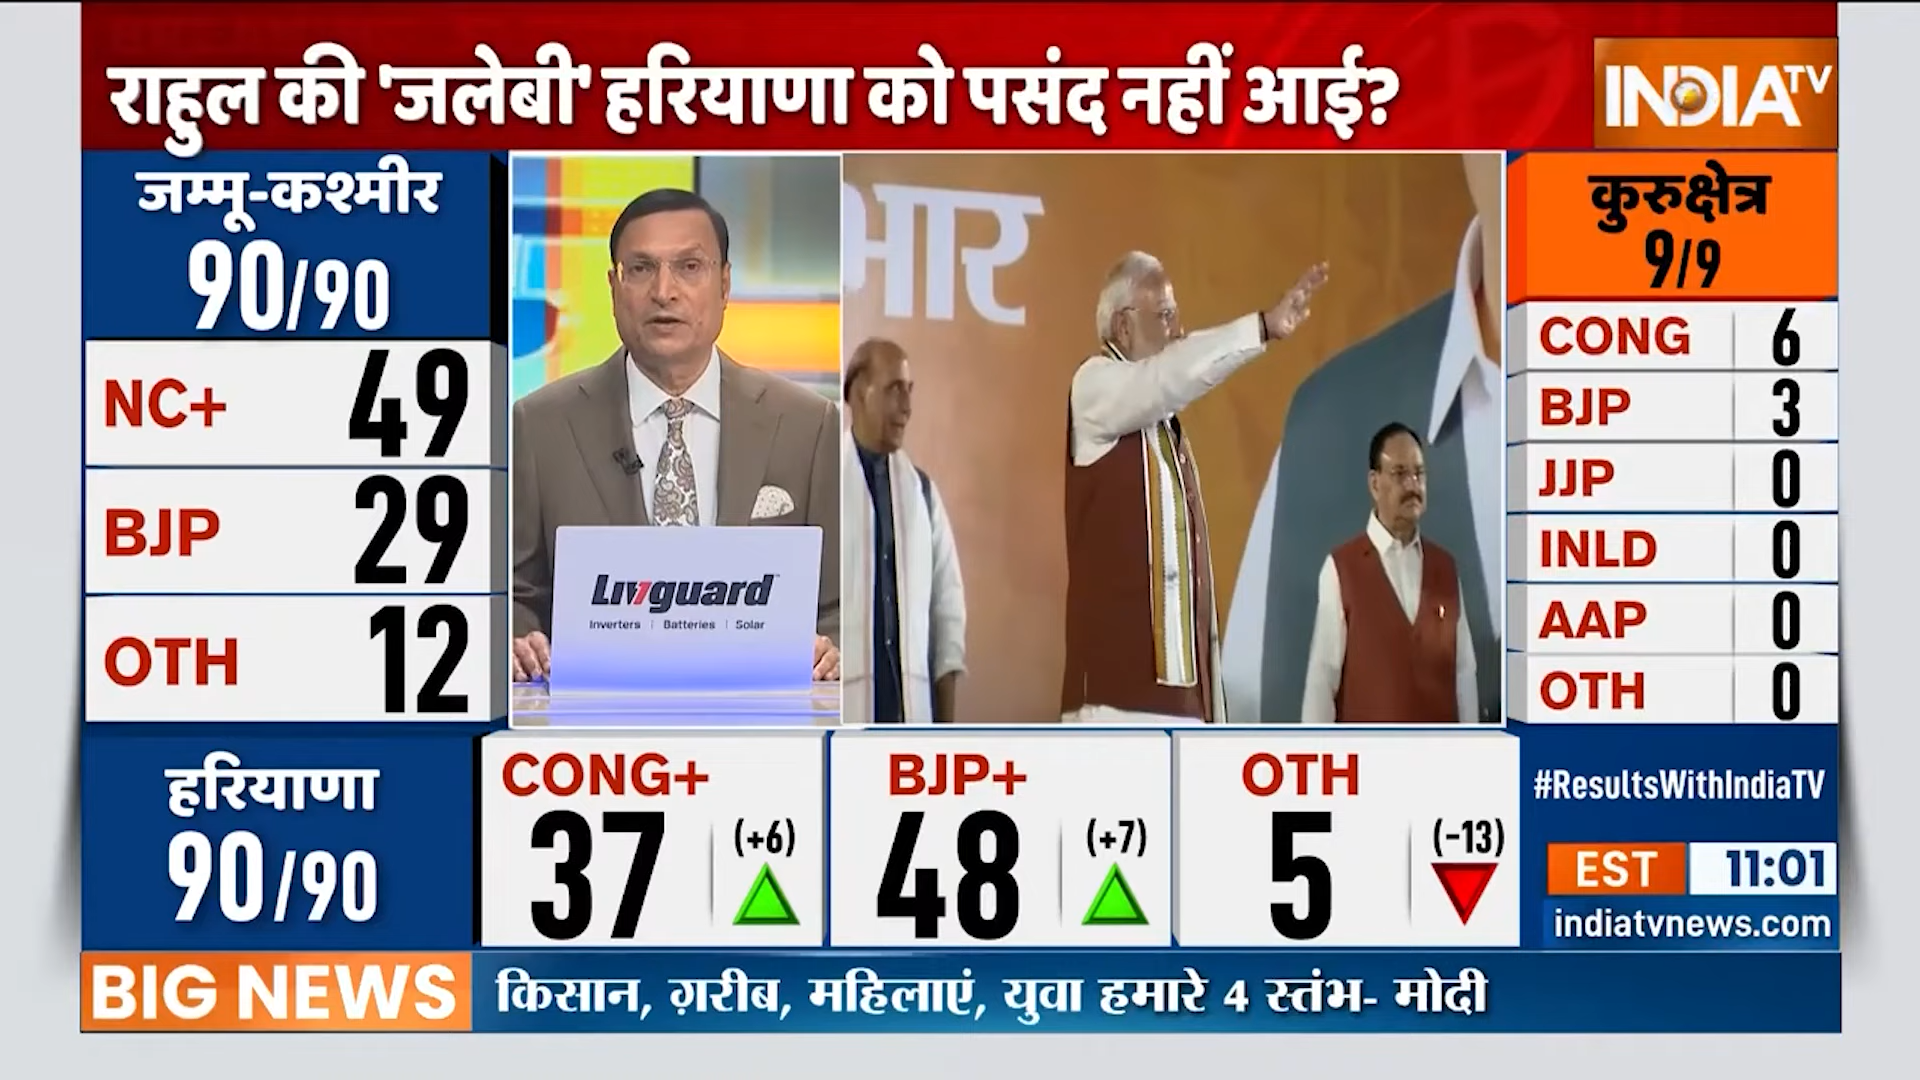 राहुल की 'जलेबी' हरियाणा को पसंद नहीं आई?
INDIA TV
जम्मू-कश्मीर
90/90
NC+ 49
BJP 29
OTH 12
भार
Livguard
Inverters | Batteries | Solar
कुरुक्षेत्र
9/9
CONG 6
BJP 3
JJP 0
INLD 0
AAP 0
OTH 0
हरियाणा
90/90
CONG+
37 (+6)
BJP+
48 (+7)
OTH
5 (-13)
#ResultsWithIndiaTV
EST 11:01
indiatvnews.com
BIG NEWS किसान, ग़रीब, महिलाएं, युवा हमारे 4 स्तंभ- मोदी